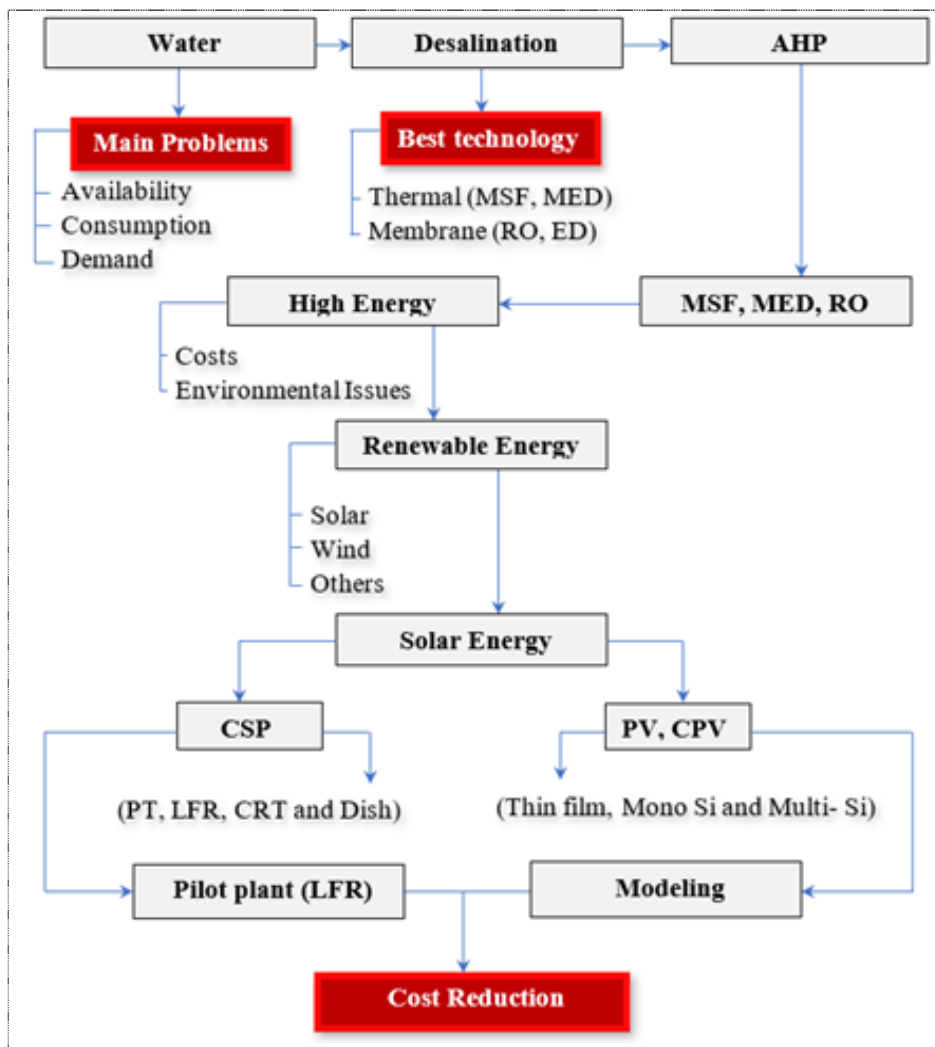 Water
Desalination
AHP
Main Problems
Best technology
Availability
Consumption
Demand
Thermal (MSF, MED)
Membrane (RO, ED)
High Energy
MSF, MED, RO
Costs
Environmental Issues
Renewable Energy
Solar
Wind
Others
Solar Energy
CSP
PV, CPV
(PT, LFR, CRT and Dish)
(Thin film, Mono Si and Multi- Si)
Pilot plant (LFR)
Modeling
Cost Reduction